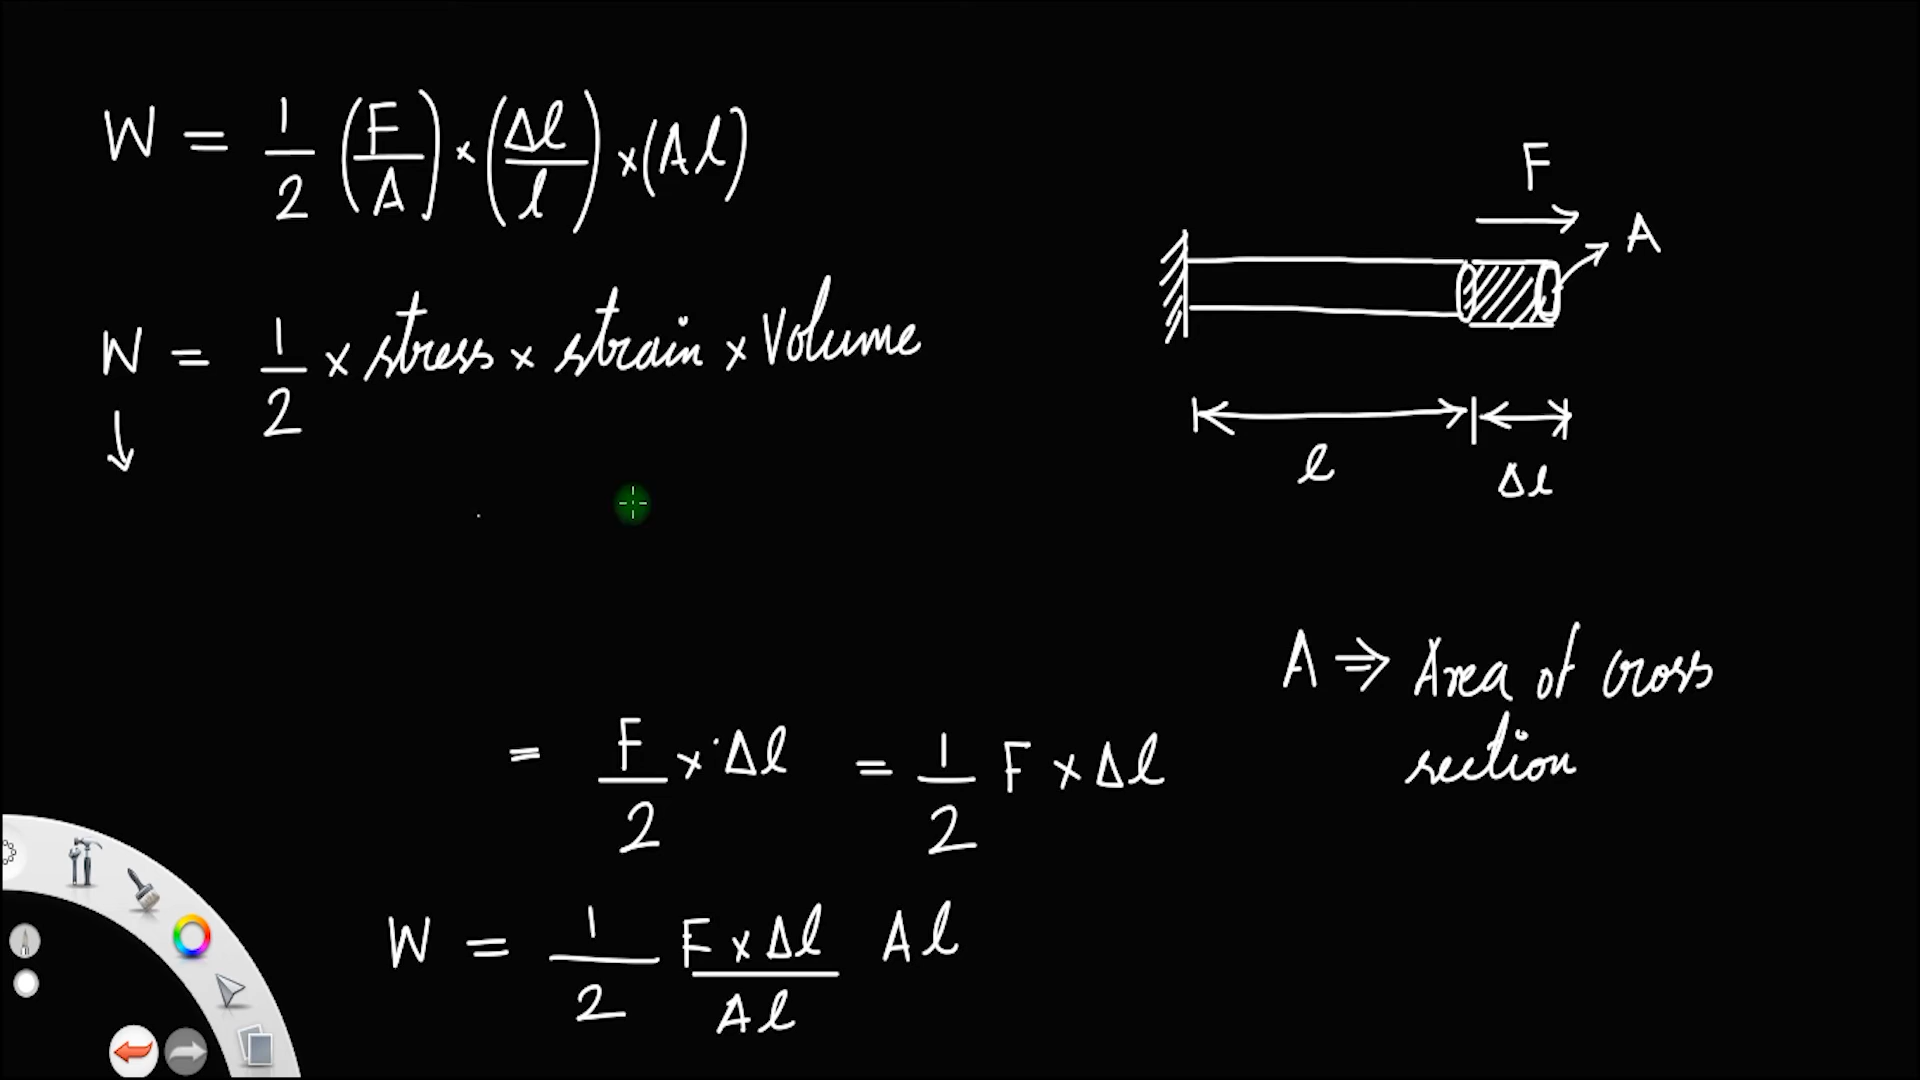 W = 1/2 (F/A) × (Δl/l) × (Al)
W = 1/2 × stress × strain × Volume
↓
F
A
l
Δl
A ⇒ Area of cross
section
= F/2 × Δl = 1/2 F × Δl
W = 1/2 F × Δl/Al Al